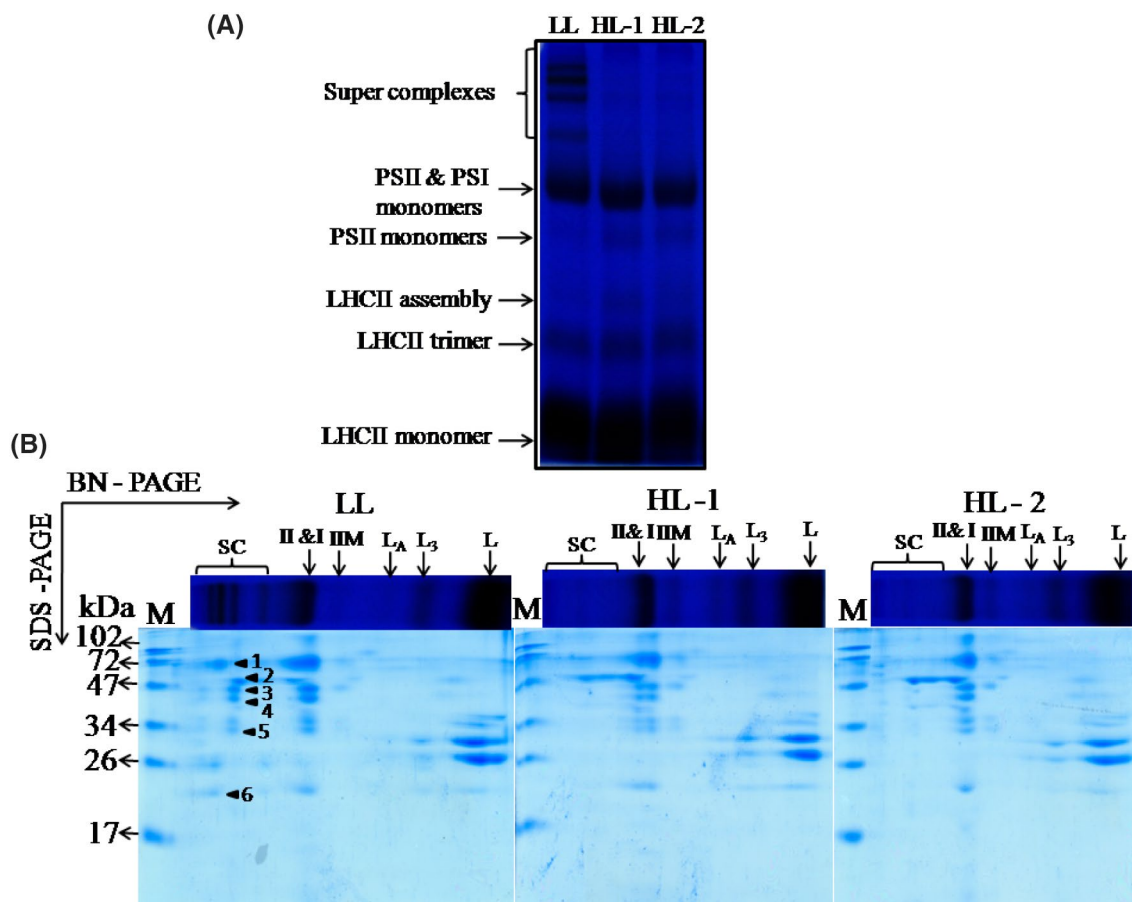 (A)
LL HL-1 HL-2
Super complexes
PSII & PSI
monomers
PSII monomers
LHCII assembly
LHCII trimer
LHCII monomer
(B)
BN - PAGE
SDS -PAGE
LL
SC II &I IIM LA L3 L
HL -1
SC II&I IIM LA L3 L
HL - 2
SC II&I IIM LA L3 L
kDa M M M
102
72
47
34
26
17
1
2
3
4
5
6